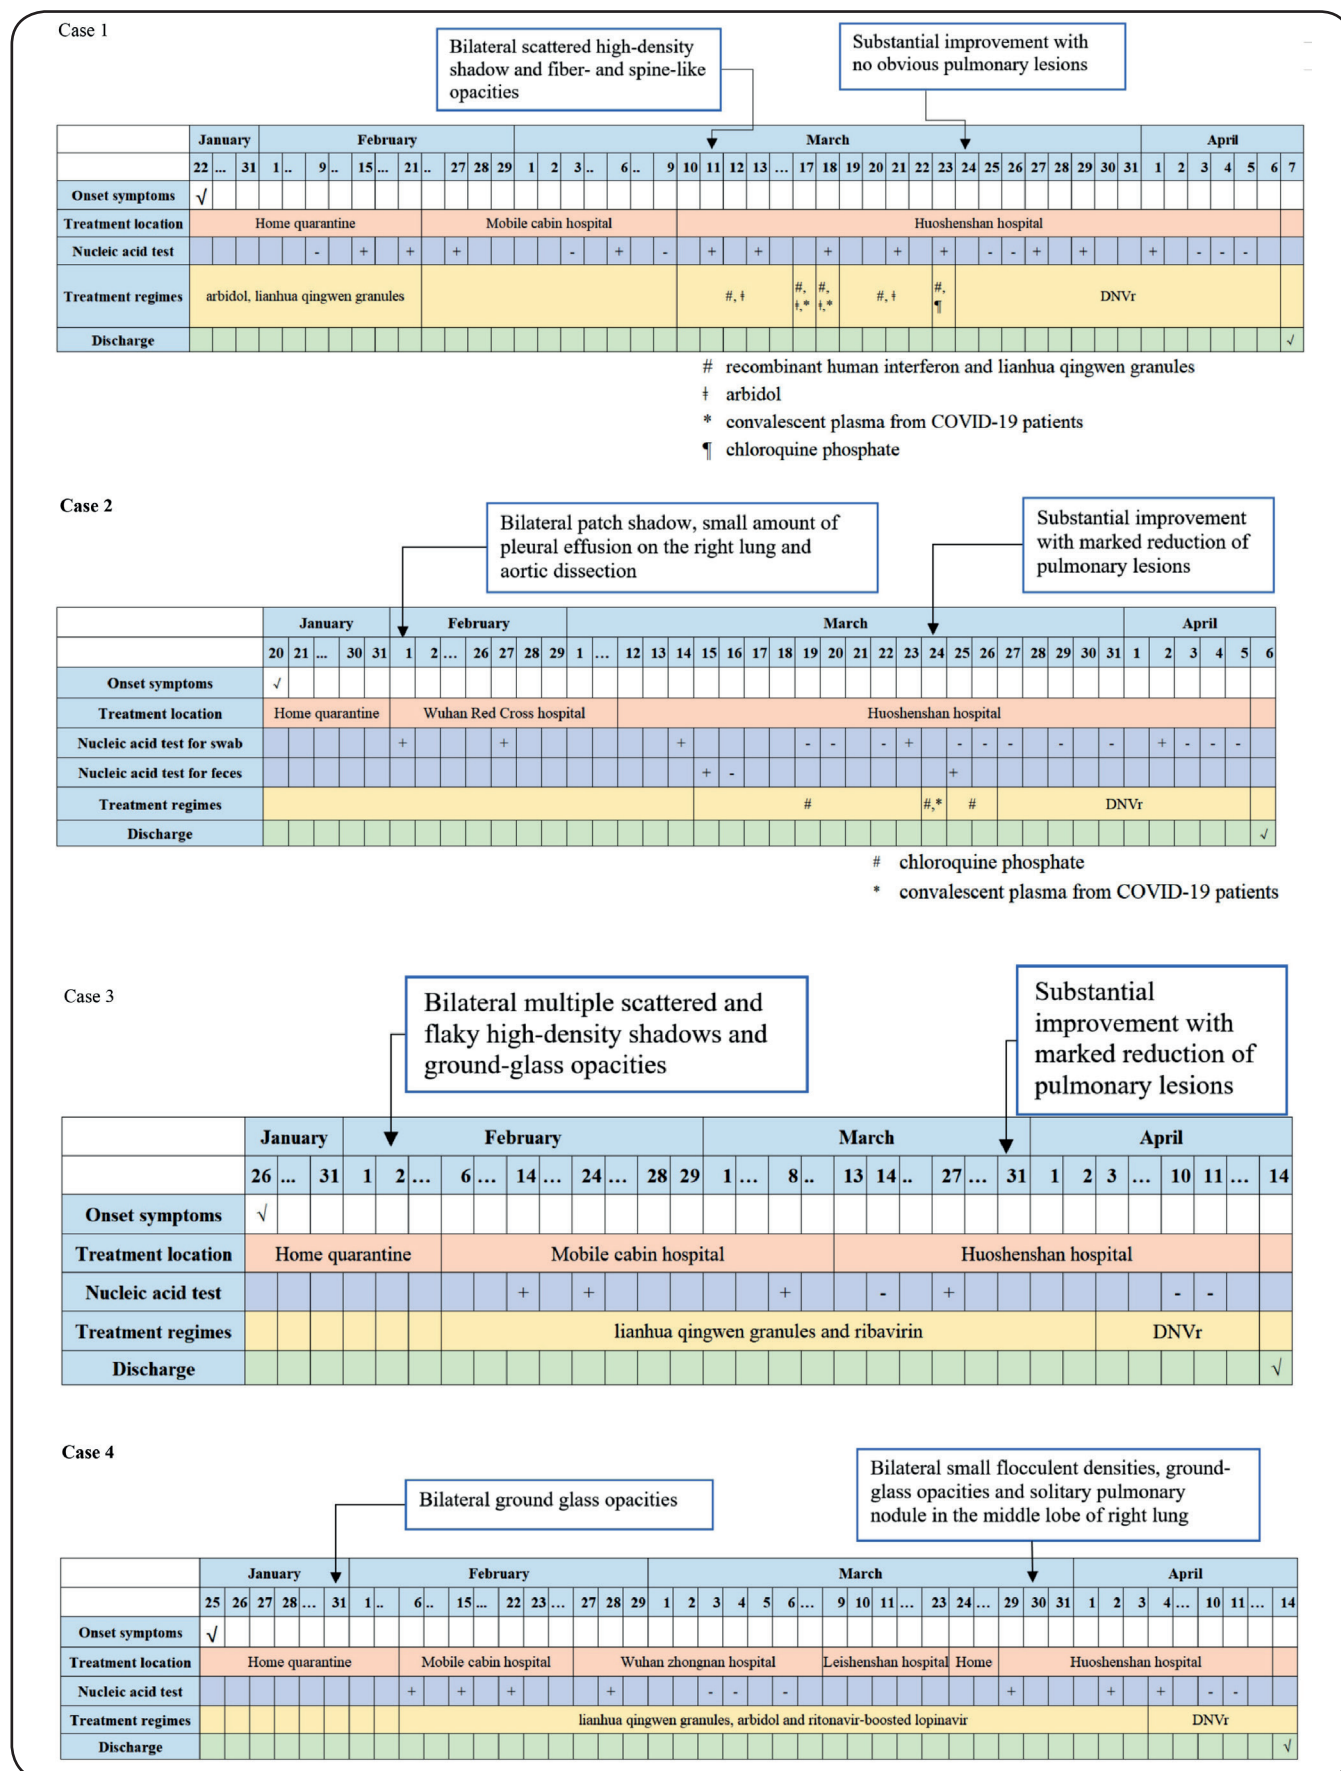 Case 1
Bilateral scattered high-density
shadow and fiber- and spine-like
opacities
Substantial improvement with
no obvious pulmonary lesions
January February March April
22 ... 31 1 .. 9 .. 15 ... 21 .. 27 28 29 1 2 3 .. 6 .. 9 10 11 12 13 ... 17 18 19 20 21 22 23 24 25 26 27 28 29 30 31 1 2 3 4 5 6 7
Onset symptoms √
Treatment location Home quarantine Mobile cabin hospital Huoshenshan hospital
Nucleic acid test - + + + - + - + + + + + - - + + + - - -
Treatment regimes arbidol, lianhua qingwen granules #, ǂ #, ǂ,* #, ǂ,* #, ǂ #, ¶ DNVr
Discharge √
# recombinant human interferon and lianhua qingwen granules
ǂ arbidol
* convalescent plasma from COVID-19 patients
¶ chloroquine phosphate
Case 2
Bilateral patch shadow, small amount of
pleural effusion on the right lung and
aortic dissection
Substantial improvement
with marked reduction of
pulmonary lesions
January February March April
20 21 ... 30 31 1 2 ... 26 27 28 29 1 ... 12 13 14 15 16 17 18 19 20 21 22 23 24 25 26 27 28 29 30 31 1 2 3 4 5 6
Onset symptoms √
Treatment location Home quarantine Wuhan Red Cross hospital Huoshenshan hospital
Nucleic acid test for swab + + + - - - + - - - - - + - - -
Nucleic acid test for feces + - +
Treatment regimes # #,* # DNVr
Discharge √
# chloroquine phosphate
* convalescent plasma from COVID-19 patients
Case 3
Bilateral multiple scattered and
flaky high-density shadows and
ground-glass opacities
Substantial
improvement with
marked reduction of
pulmonary lesions
January February March April
26 ... 31 1 2 ... 6 ... 14 ... 24 ... 28 29 1 ... 8 .. 13 14 .. 27 ... 31 1 2 3 ... 10 11 ... 14
Onset symptoms √
Treatment location Home quarantine Mobile cabin hospital Huoshenshan hospital
Nucleic acid test + + + - + - -
Treatment regimes lianhua qingwen granules and ribavirin DNVr
Discharge √
Case 4
Bilateral ground glass opacities
Bilateral small flocculent densities, ground-
glass opacities and solitary pulmonary
nodule in the middle lobe of right lung
January February March April
25 26 27 28 ... 31 1 .. 6 .. 15 ... 22 23 ... 27 28 29 1 2 3 4 5 6 ... 9 10 11 ... 23 24 ... 29 30 31 1 2 3 4 ... 10 11 ... 14
Onset symptoms √
Treatment location Home quarantine Mobile cabin hospital Wuhan zhongnan hospital Leishenshan hospital Home Huoshenshan hospital
Nucleic acid test + + + + - - - + + + - -
Treatment regimes lianhua qingwen granules, arbidol and ritonavir-boosted lopinavir DNVr
Discharge √